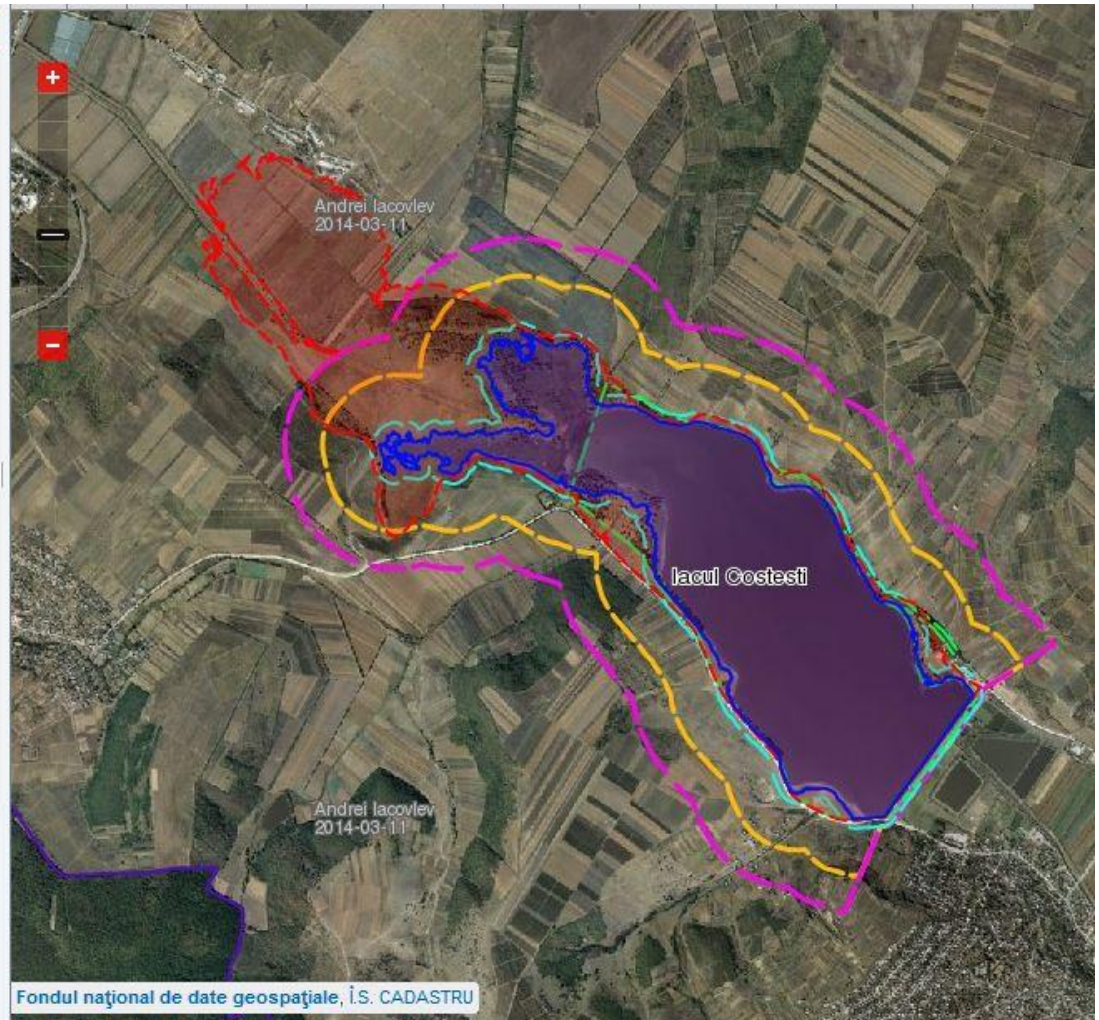 +
Andrei Iacovlev
2014-03-11
–
Iacul Costesti
Andrei Iacovlev
2014-03-11
Fondul naţional de date geospaţiale, Î.S. CADASTRU